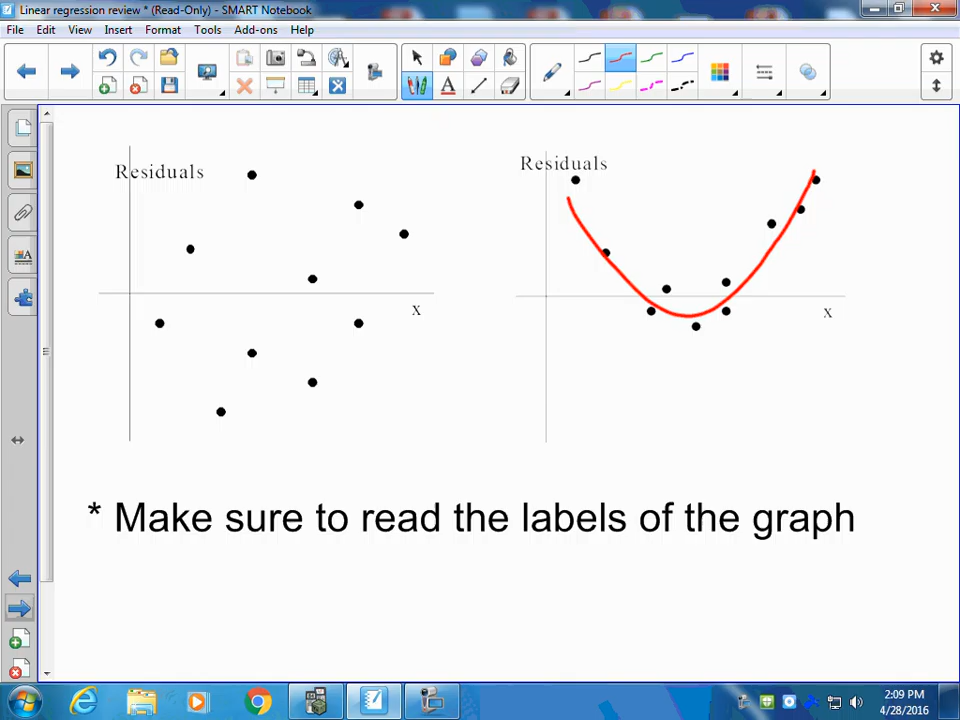 Linear regression review * (Read-Only) - SMART Notebook
File Edit View Insert Format Tools Add-ons Help
Residuals
x
Residuals
x
* Make sure to read the labels of the graph
2:09 PM
4/28/2016